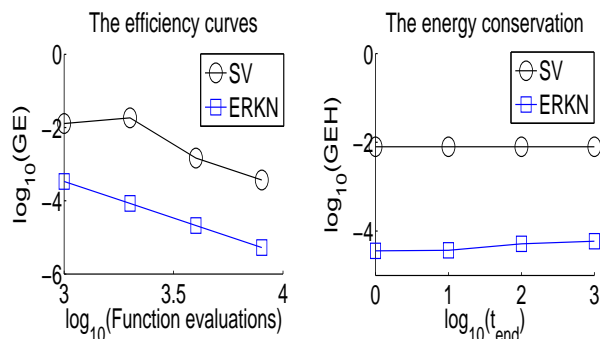 The efficiency curves
0
−2
−4
−6
3
3.5
4
log10(GE)
log10(Function evaluations)
SV
ERKN
The energy conservation
0
−2
−4
0
1
2
3
log10(GEH)
log10(tend)
SV
ERKN